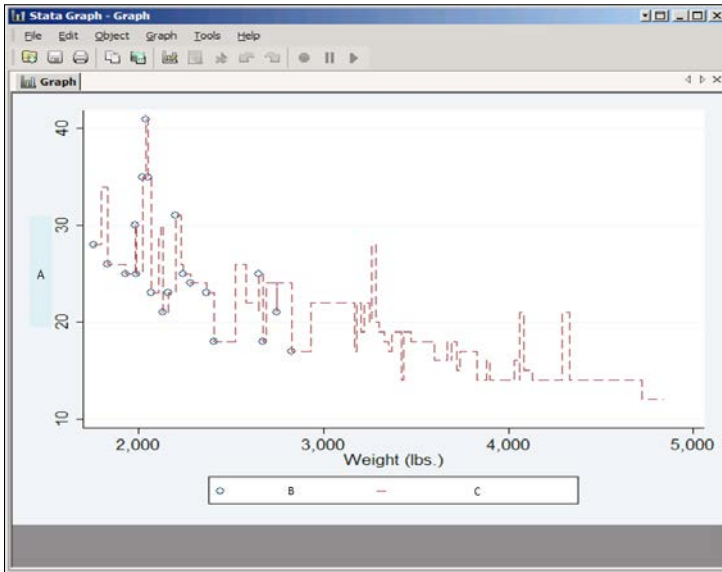 Stata Graph - Graph
File Edit Object Graph Tools Help
Graph
40
30
20
10
A
2,000 3,000 4,000 5,000
Weight (lbs.)
B C